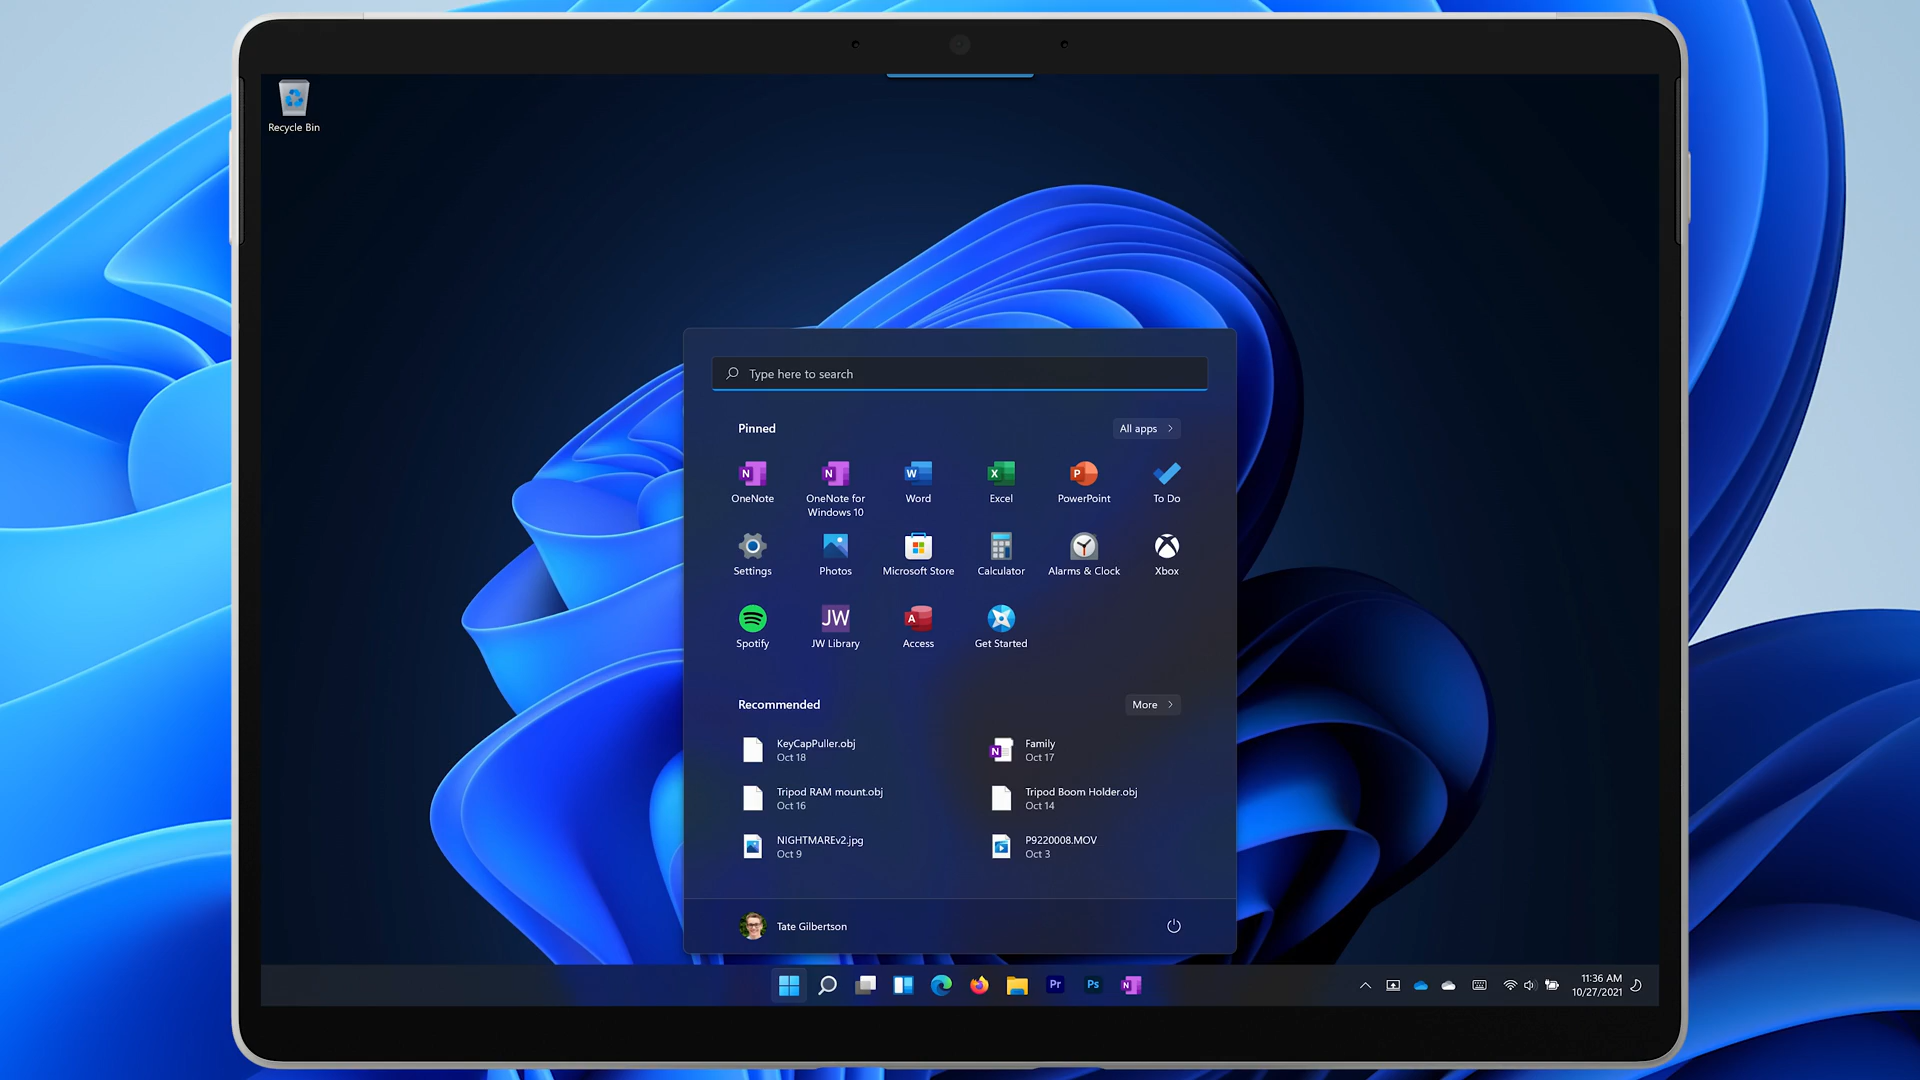 Recycle Bin
Type here to search
Pinned
All apps
OneNote
OneNote for
Windows 10
Word
Excel
PowerPoint
To Do
Settings
Photos
Microsoft Store
Calculator
Alarms & Clock
Xbox
Spotify
JW
JW Library
Access
Get Started
Recommended
More
KeyCapPuller.obj
Oct 18
Family
Oct 17
Tripod RAM mount.obj
Oct 16
Tripod Boom Holder.obj
Oct 14
NIGHTMAREv2.jpg
Oct 9
P9220008.MOV
Oct 3
Tate Gilbertson
Pr
Ps
N
11:36 AM
10/27/2021